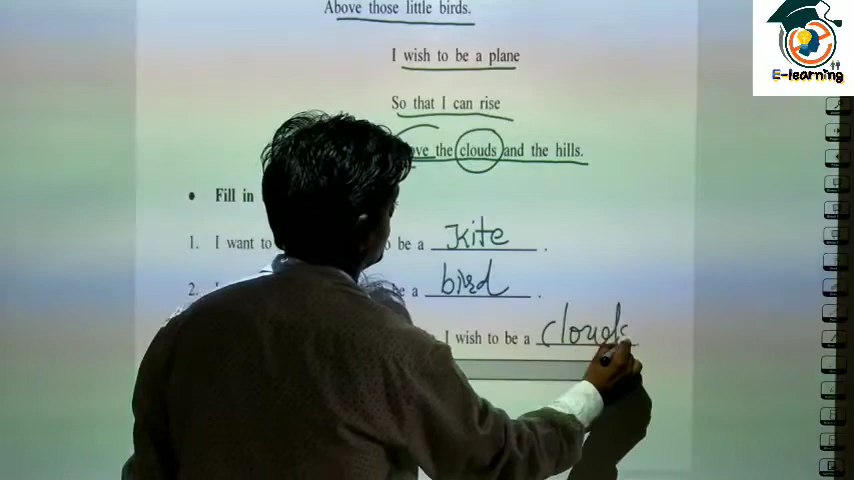 Above those little birds.
E-learning
I wish to be a plane
So that I can rise
the clouds and the hills.
• Fill in
1. I want to be a Kite .
2. be a bird .
I wish to be a clouds